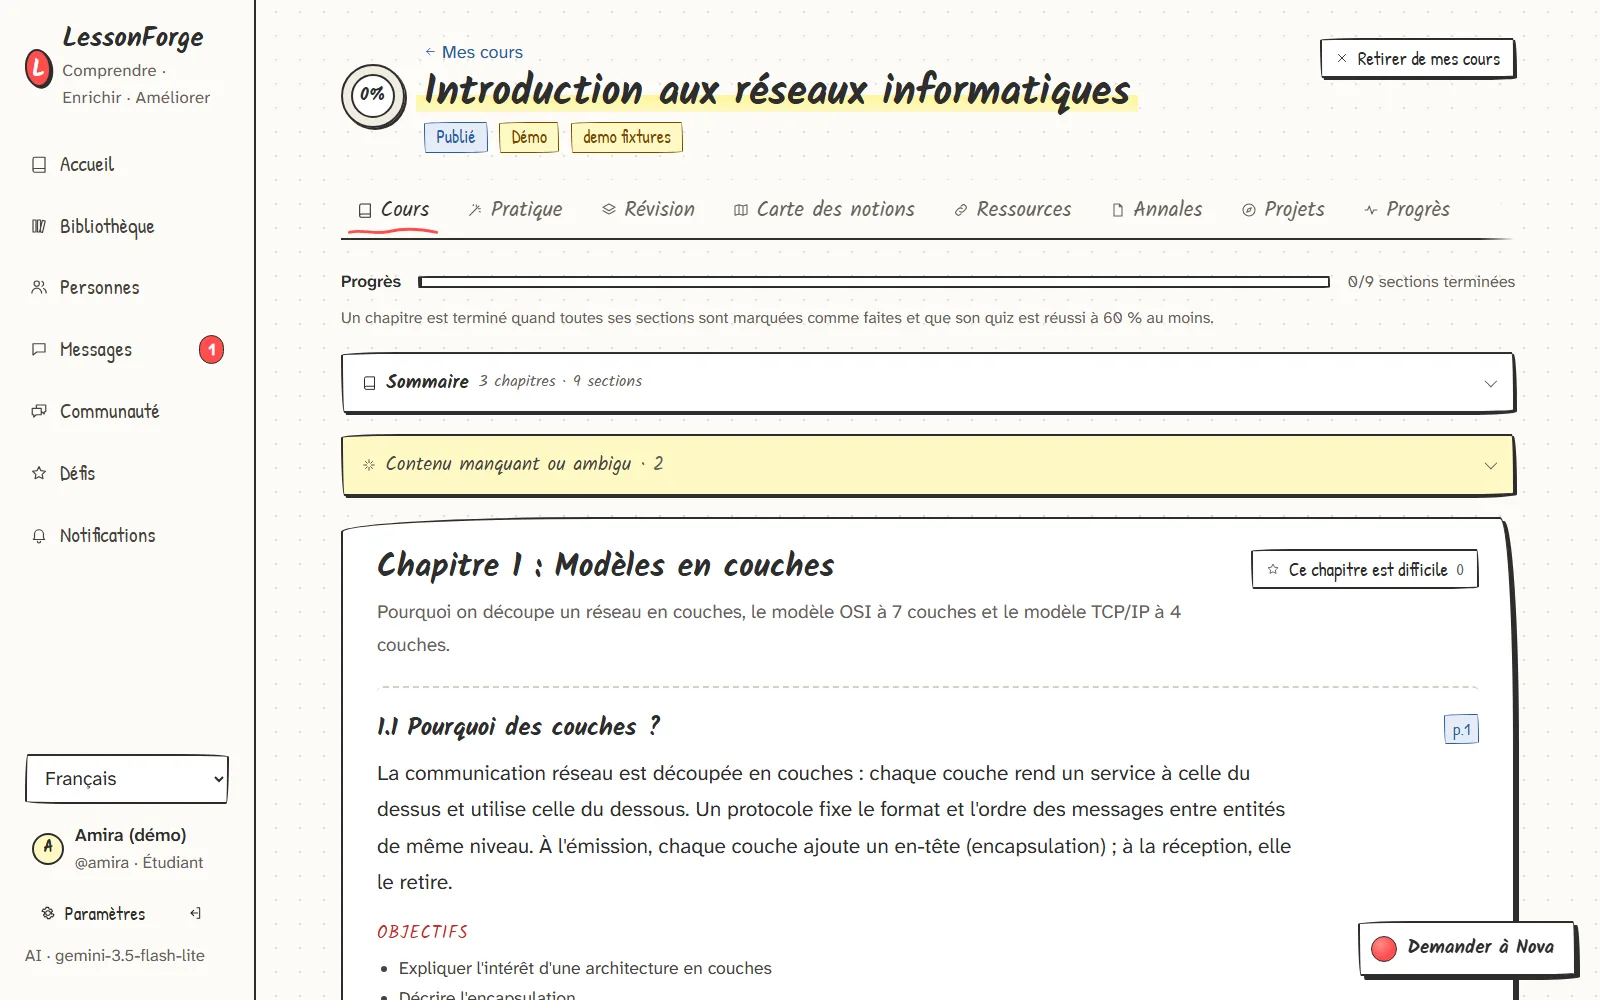 LessonForge
L
Comprendre ·
Enrichir · Améliorer
Accueil
Bibliothèque
Personnes
Messages
1
Communauté
Défis
Notifications
Français
A
Amira (démo)
@amira · Étudiant
Paramètres
AI · gemini-3.5-flash-lite
← Mes cours
0%
Introduction aux réseaux informatiques
Publié
Démo
demo fixtures
Retirer de mes cours
Cours
Pratique
Révision
Carte des notions
Ressources
Annales
Projets
Progrès
Progrès
0/9 sections terminées
Un chapitre est terminé quand toutes ses sections sont marquées comme faites et que son quiz est réussi à 60 % au moins.
Sommaire 3 chapitres · 9 sections
Contenu manquant ou ambigu · 2
Chapitre 1 : Modèles en couches
Ce chapitre est difficile 0
Pourquoi on découpe un réseau en couches, le modèle OSI à 7 couches et le modèle TCP/IP à 4
couches.
1.1 Pourquoi des couches ?
p.1
La communication réseau est découpée en couches : chaque couche rend un service à celle du
dessus et utilise celle du dessous. Un protocole fixe le format et l'ordre des messages entre entités
de même niveau. À l'émission, chaque couche ajoute un en-tête (encapsulation) ; à la réception, elle
le retire.
OBJECTIFS
• Expliquer l'intérêt d'une architecture en couches
• Décrire l'encapsulation
Demander à Nova